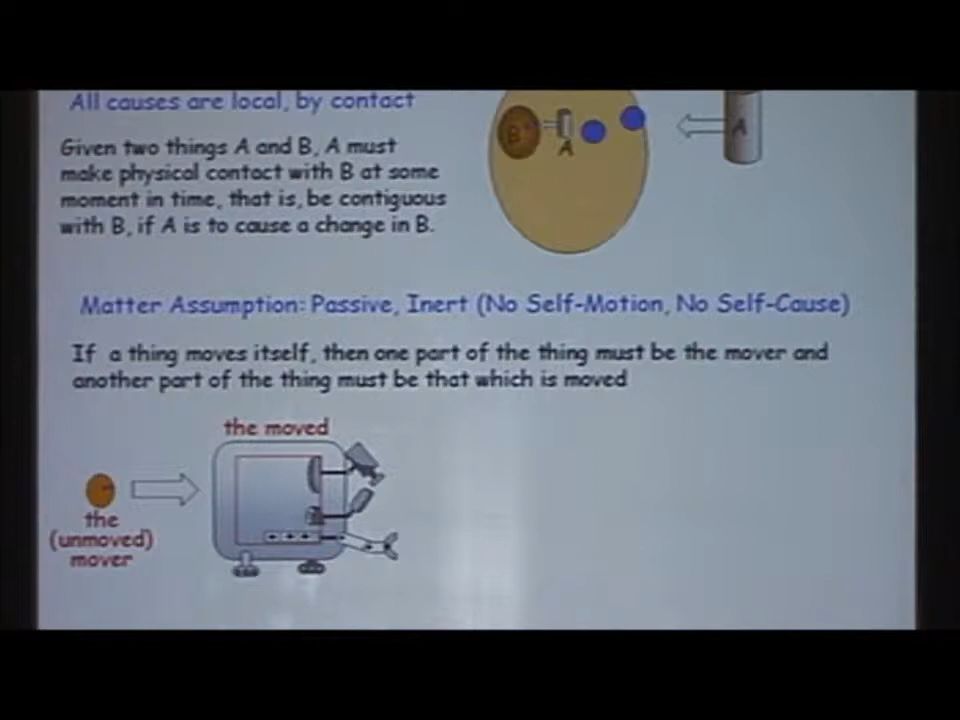 All causes are local, by contact
Given two things A and B, A must
make physical contact with B at some
moment in time, that is, be contiguous
with B, if A is to cause a change in B.
B
A
A
Matter Assumption: Passive, Inert (No Self-Motion, No Self-Cause)
If a thing moves itself, then one part of the thing must be the mover and
another part of the thing must be that which is moved
the moved
the
(unmoved)
mover